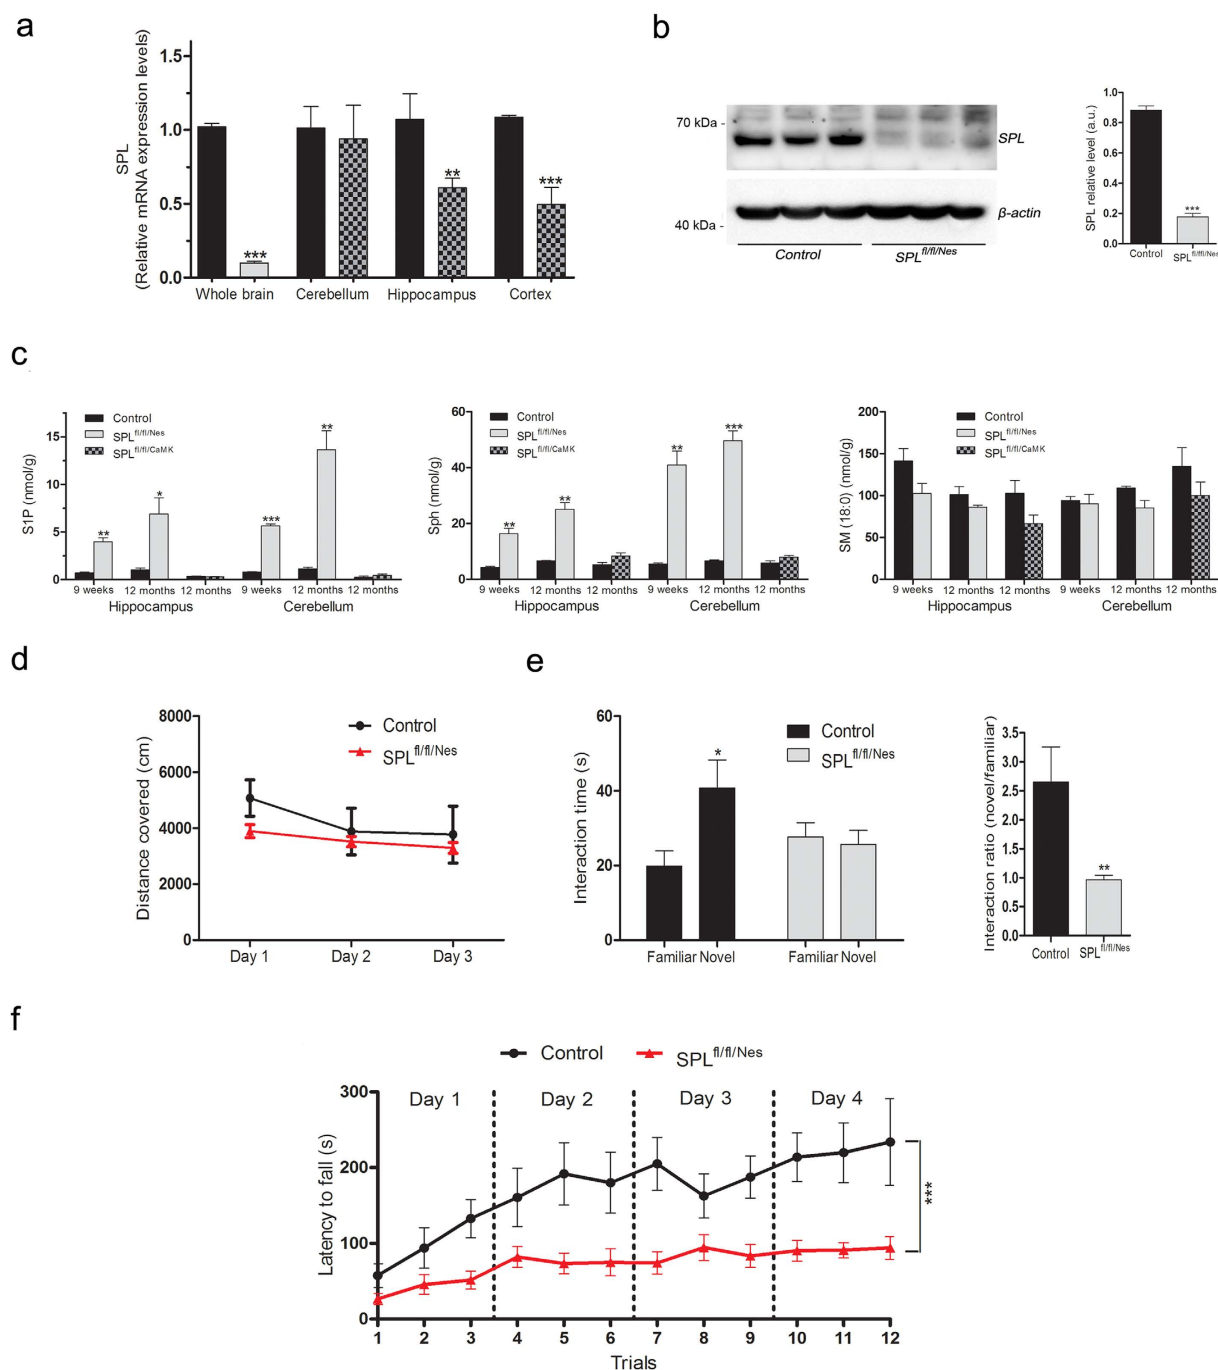 a
SPL
(Relative mRNA expression levels)
1.5
1.0
0.5
0.0
***
**
***
Whole brain
Cerebellum
Hippocampus
Cortex
b
70 kDa -
40 kDa -
SPL
β-actin
Control
SPL fl/fl/Nes
SPL relative level (a.u.)
1.0
0.8
0.6
0.4
0.2
0.0
***
Control
SPL fl/ffl/Nes
c
S1P (nmol/g)
15
10
5
0
Control
SPL fl/fl/Nes
SPL fl/fl/CaMK
**
*
***
**
9 weeks 12 months 12 months 9 weeks 12 months 12 months
Hippocampus Cerebellum
Sph (nmol/g)
60
40
20
0
Control
SPL fl/fl/Nes
SPL fl/fl/CaMK
**
**
**
***
9 weeks 12 months 12 months 9 weeks 12 months 12 months
Hippocampus Cerebellum
SM (18:0) (nmol/g)
200
150
100
50
0
Control
SPL fl/fl/Nes
SPL fl/fl/CaMK
9 weeks 12 months 12 months 9 weeks 12 months 12 months
Hippocampus Cerebellum
d
Distance covered (cm)
8000
6000
4000
2000
0
Control
SPL fl/fl/Nes
Day 1 Day 2 Day 3
e
Interaction time (s)
60
40
20
0
*
Control
SPL fl/fl/Nes
Familiar Novel Familiar Novel
Interaction ratio (novel/familiar)
3.5
3.0
2.5
2.0
1.5
1.0
0.5
0.0
**
Control
SPL fl/fl/Nes
f
Control SPL fl/fl/Nes
Latency to fall (s)
300
200
100
0
Day 1 Day 2 Day 3 Day 4
***
1 2 3 4 5 6 7 8 9 10 11 12
Trials